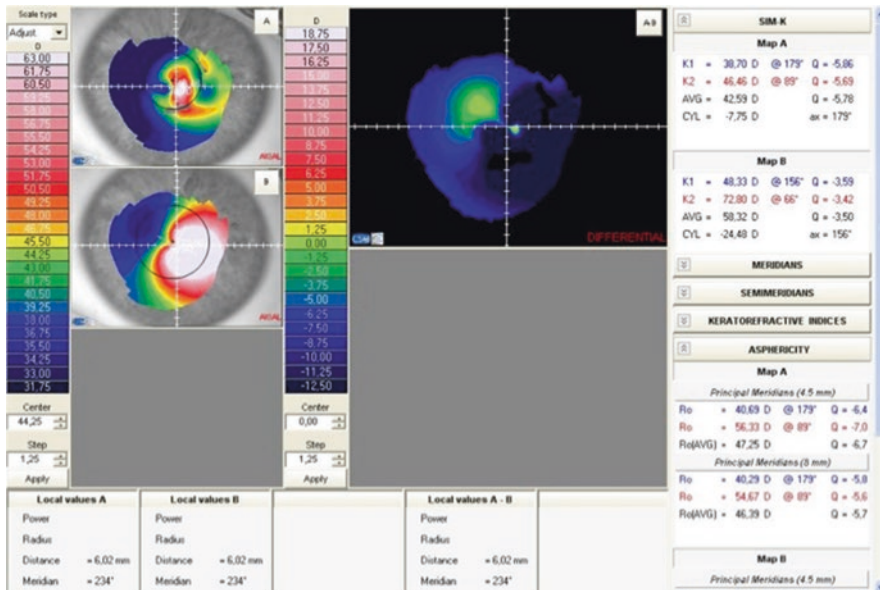 Scale type
Adjust
D
63,00
61,75
60,50
54,25
53,00
51,75
50,50
49,25
48,00
46,75
45,50
44,25
43,00
41,75
40,50
39,25
38,00
36,75
35,50
34,25
33,00
31,75
Center
44,25
Step
1,25
Apply
A
B
D
18,75
17,50
16,25
15,00
13,75
12,50
11,25
10,00
8,75
7,50
6,25
5,00
3,75
2,50
1,25
0,00
-1,25
-2,50
-3,75
-5,00
-6,25
-7,50
-8,75
-10,00
-11,25
-12,50
Center
0,00
Step
1,25
Apply
A-B
CSO
DIFFERENTIAL
SIM-K
Map A
K1 = 38,70 D @ 179° Q = -5,86
K2 = 46,46 D @ 89° Q = -5,69
AVG = 42,59 D Q = -5,78
CYL = -7,75 D ax = 179°
Map B
K1 = 48,33 D @ 156° Q = -3,59
K2 = 72,80 D @ 66° Q = -3,42
AVG = 58,32 D Q = -3,50
CYL = -24,48 D ax = 156°
MERIDIANS
SEMIMERIDIANS
KERATOREFRACTIVE INDICES
ASPHERICITY
Map A
Principal Meridians (4.5 mm)
Ro = 40,69 D @ 179° Q = -6,4
Ro = 56,33 D @ 89° Q = -7,0
Ro(AVG) = 47,25 D Q = -6,7
Principal Meridians (8 mm)
Ro = 40,29 D @ 179° Q = -5,8
Ro = 54,67 D @ 89° Q = -5,6
Ro(AVG) = 46,39 D Q = -5,7
Map B
Principal Meridians (4.5 mm)
Local values A
Power
Radius
Distance = 6,02 mm
Meridian = 234°
Local values B
Power
Radius
Distance = 6,02 mm
Meridian = 234°
Local values A - B
Power
Radius
Distance = 6,02 mm
Meridian = 234°